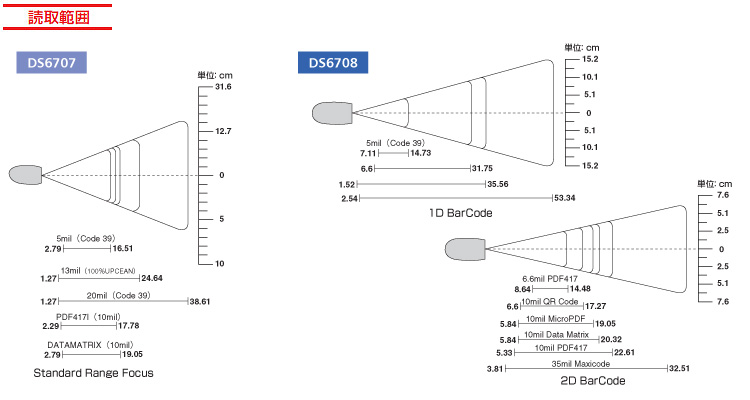 読取範囲
DS6707
単位: cm
31.6
12.7
0
5
10
5mil（Code 39）
2.79 16.51
13mil（100%UPCEAN）
1.27 24.64
20mil（Code 39）
1.27 38.61
PDF417I（10mil）
2.29 17.78
DATAMATRIX（10mil）
2.79 19.05
Standard Range Focus
DS6708
単位: cm
15.2
10.1
5.1
0
5.1
10.1
15.2
5mil（Code 39）
7.11 14.73
6.6 31.75
1.52 35.56
2.54 53.34
1D BarCode
単位: cm
7.6
5.1
2.5
0
2.5
5.1
7.6
6.6mil PDF417
8.64 14.48
10mil QR Code
6.6 17.27
10mil MicroPDF
5.84 19.05
10mil Data Matrix
5.84 20.32
10mil PDF417
5.33 22.61
35mil Maxicode
3.81 32.51
2D BarCode